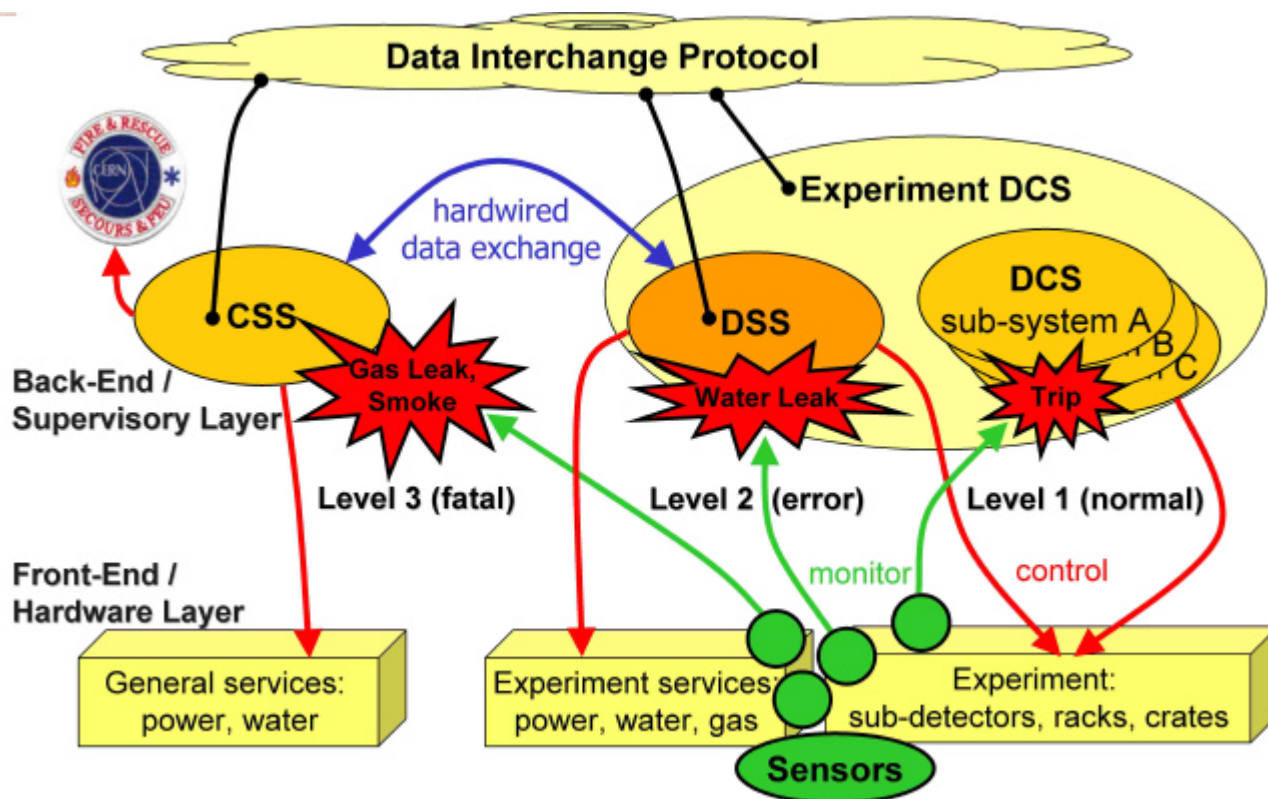 Data Interchange Protocol
FIRE & RESCUE
CERN
SECOURS & FEU
hardwired
data exchange
Experiment DCS
CSS
DSS
DCS
sub-system A
B
C
Gas Leak,
Smoke
Water Leak
Trip
Back-End /
Supervisory Layer
Level 3 (fatal)
Level 2 (error)
Level 1 (normal)
Front-End /
Hardware Layer
monitor
control
General services:
power, water
Experiment services:
power, water, gas
Experiment:
sub-detectors, racks, crates
Sensors